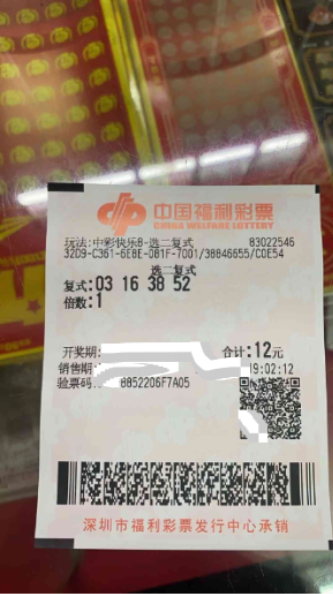 中国福利彩票
CHINA WELFARE LOTTERY
玩法:中彩快乐8-选二复式 83022546
32D9-C361-6E8E-081F-7001/38846655/C0E54
选二复式
复式:03 16 38 52
倍数:1
开奖期: 合计:12元
销售期: 19:02:12
验票码: 8852206F7A05
深圳市福利彩票发行中心承销